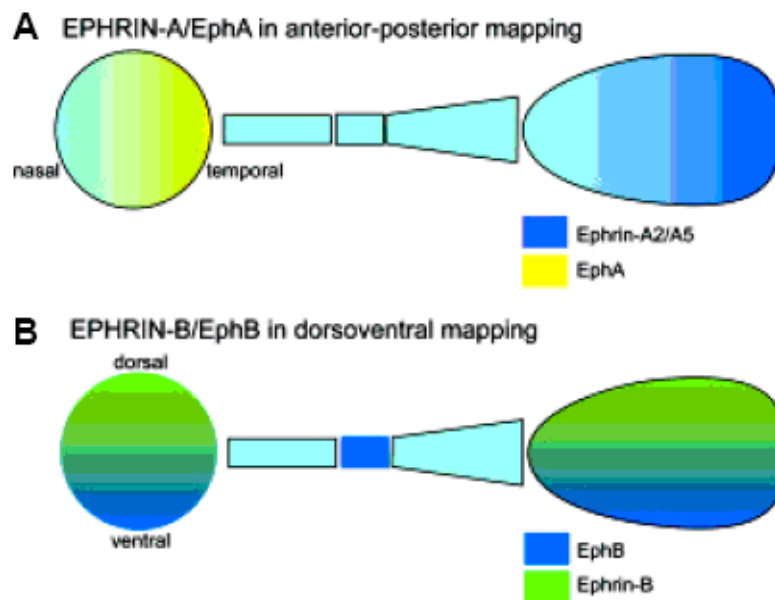 A EPHRIN-A/EphA in anterior-posterior mapping
nasal temporal
Ephrin-A2/A5
EphA
B EPHRIN-B/EphB in dorsoventral mapping
dorsal
ventral
EphB
Ephrin-B